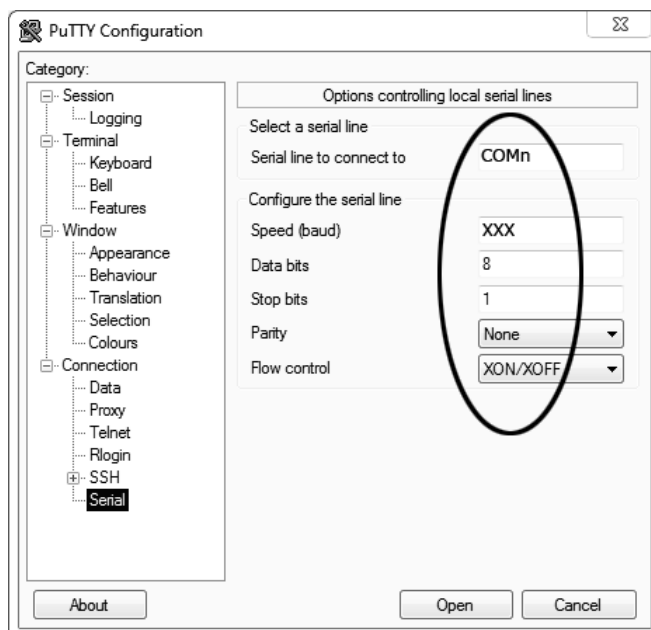 PuTTY Configuration
Category:
Session
Logging
Terminal
Keyboard
Bell
Features
Window
Appearance
Behaviour
Translation
Selection
Colours
Connection
Data
Proxy
Telnet
Rlogin
SSH
Serial
Options controlling local serial lines
Select a serial line
Serial line to connect to COMn
Configure the serial line
Speed (baud) XXX
Data bits 8
Stop bits 1
Parity None
Flow control XON/XOFF
About Open Cancel